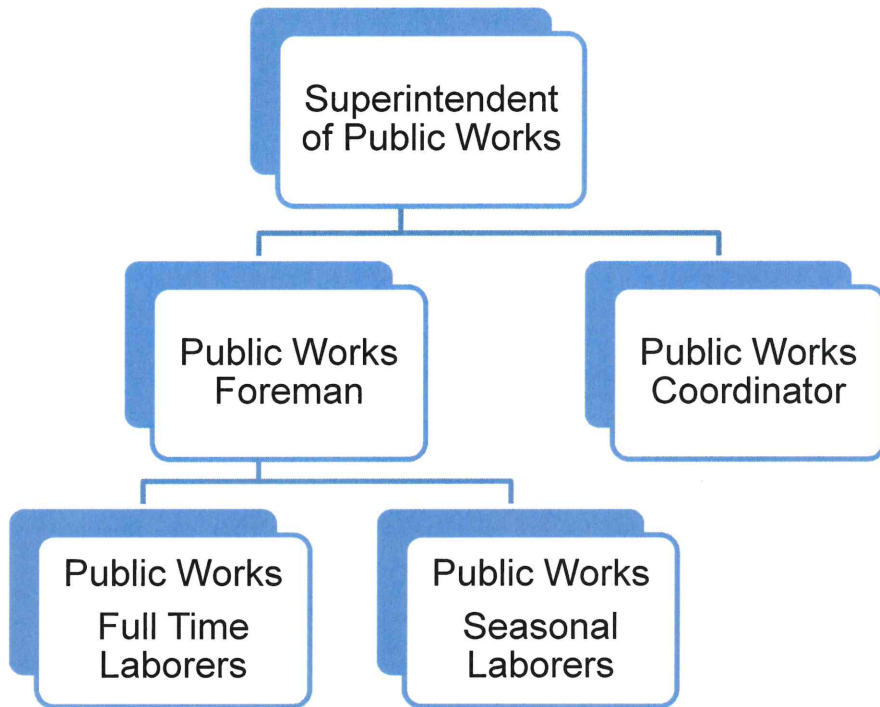 Superintendent
of Public Works
Public Works
Foreman
Public Works
Coordinator
Public Works
Full Time
Laborers
Public Works
Seasonal
Laborers